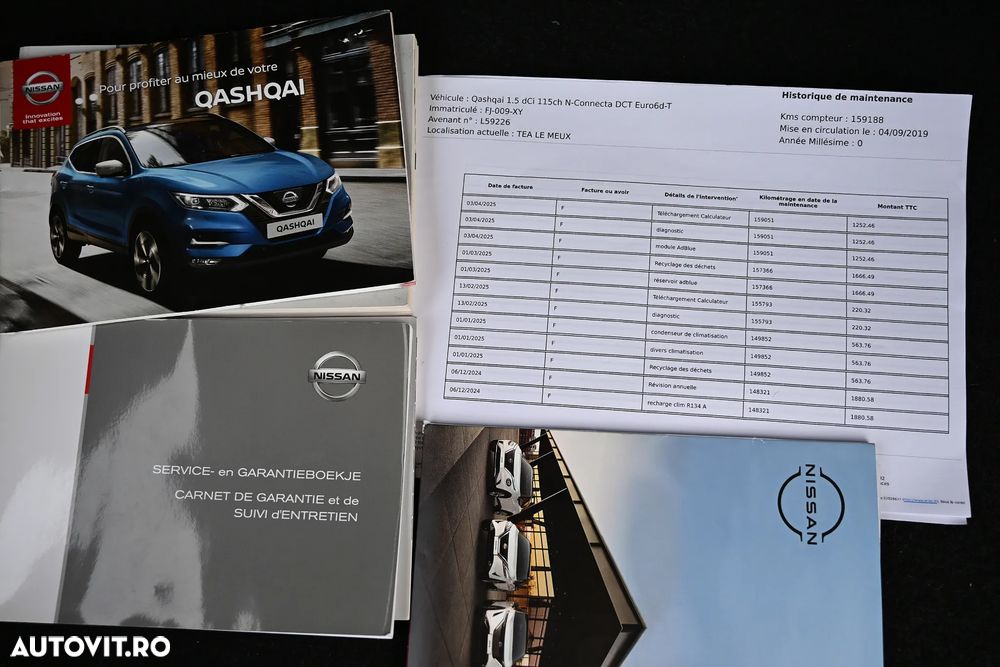 NISSAN
Innovation
that excites
Pour profiter au mieux de votre
QASHQAI
QASHQAI
NISSAN
SERVICE- en GARANTIEBOEKJE
CARNET DE GARANTIE et de
SUIVI d'ENTRETIEN
Véhicule : Qashqai 1.5 dCi 115ch N-Connecta DCT Euro6d-T
Immatriculé : FJ-009-XY
Avenant n° : L59226
Localisation actuelle : TEA LE MEUX
Historique de maintenance
Kms compteur : 159188
Mise en circulation le : 04/09/2019
Année Millésime : 0
Date de facture Facture ou avoir Détails de l'intervention' Kilométrage en date de la maintenance Montant TTC
03/04/2025 F Téléchargement Calculateur 159051 1252.46
03/04/2025 F diagnostic 159051 1252.46
03/04/2025 F module AdBlue 159051 1252.46
01/03/2025 F Recyclage des déchets 157366 1666.49
01/03/2025 F réservoir adblue 157366 1666.49
13/02/2025 F Téléchargement Calculateur 155793 220.32
13/02/2025 F diagnostic 155793 220.32
01/01/2025 F condenseur de climatisation 149852 563.76
01/01/2025 F divers climatisation 149852 563.76
01/01/2025 F Recyclage des déchets 149852 563.76
06/12/2024 F Révision annuelle 148321 1880.58
06/12/2024 F recharge clim R134 A 148321 1880.58
NISSAN
AUTOVIT.RO